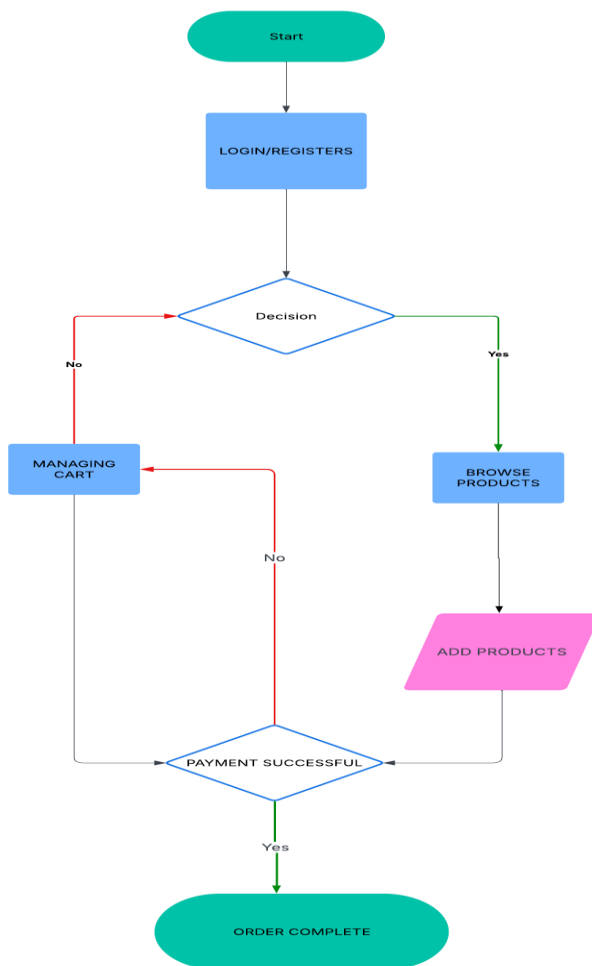 Start
LOGIN/REGISTERS
Decision
No
Yes
MANAGING
CART
BROWSE
PRODUCTS
No
ADD PRODUCTS
PAYMENT SUCCESSFUL
Yes
ORDER COMPLETE